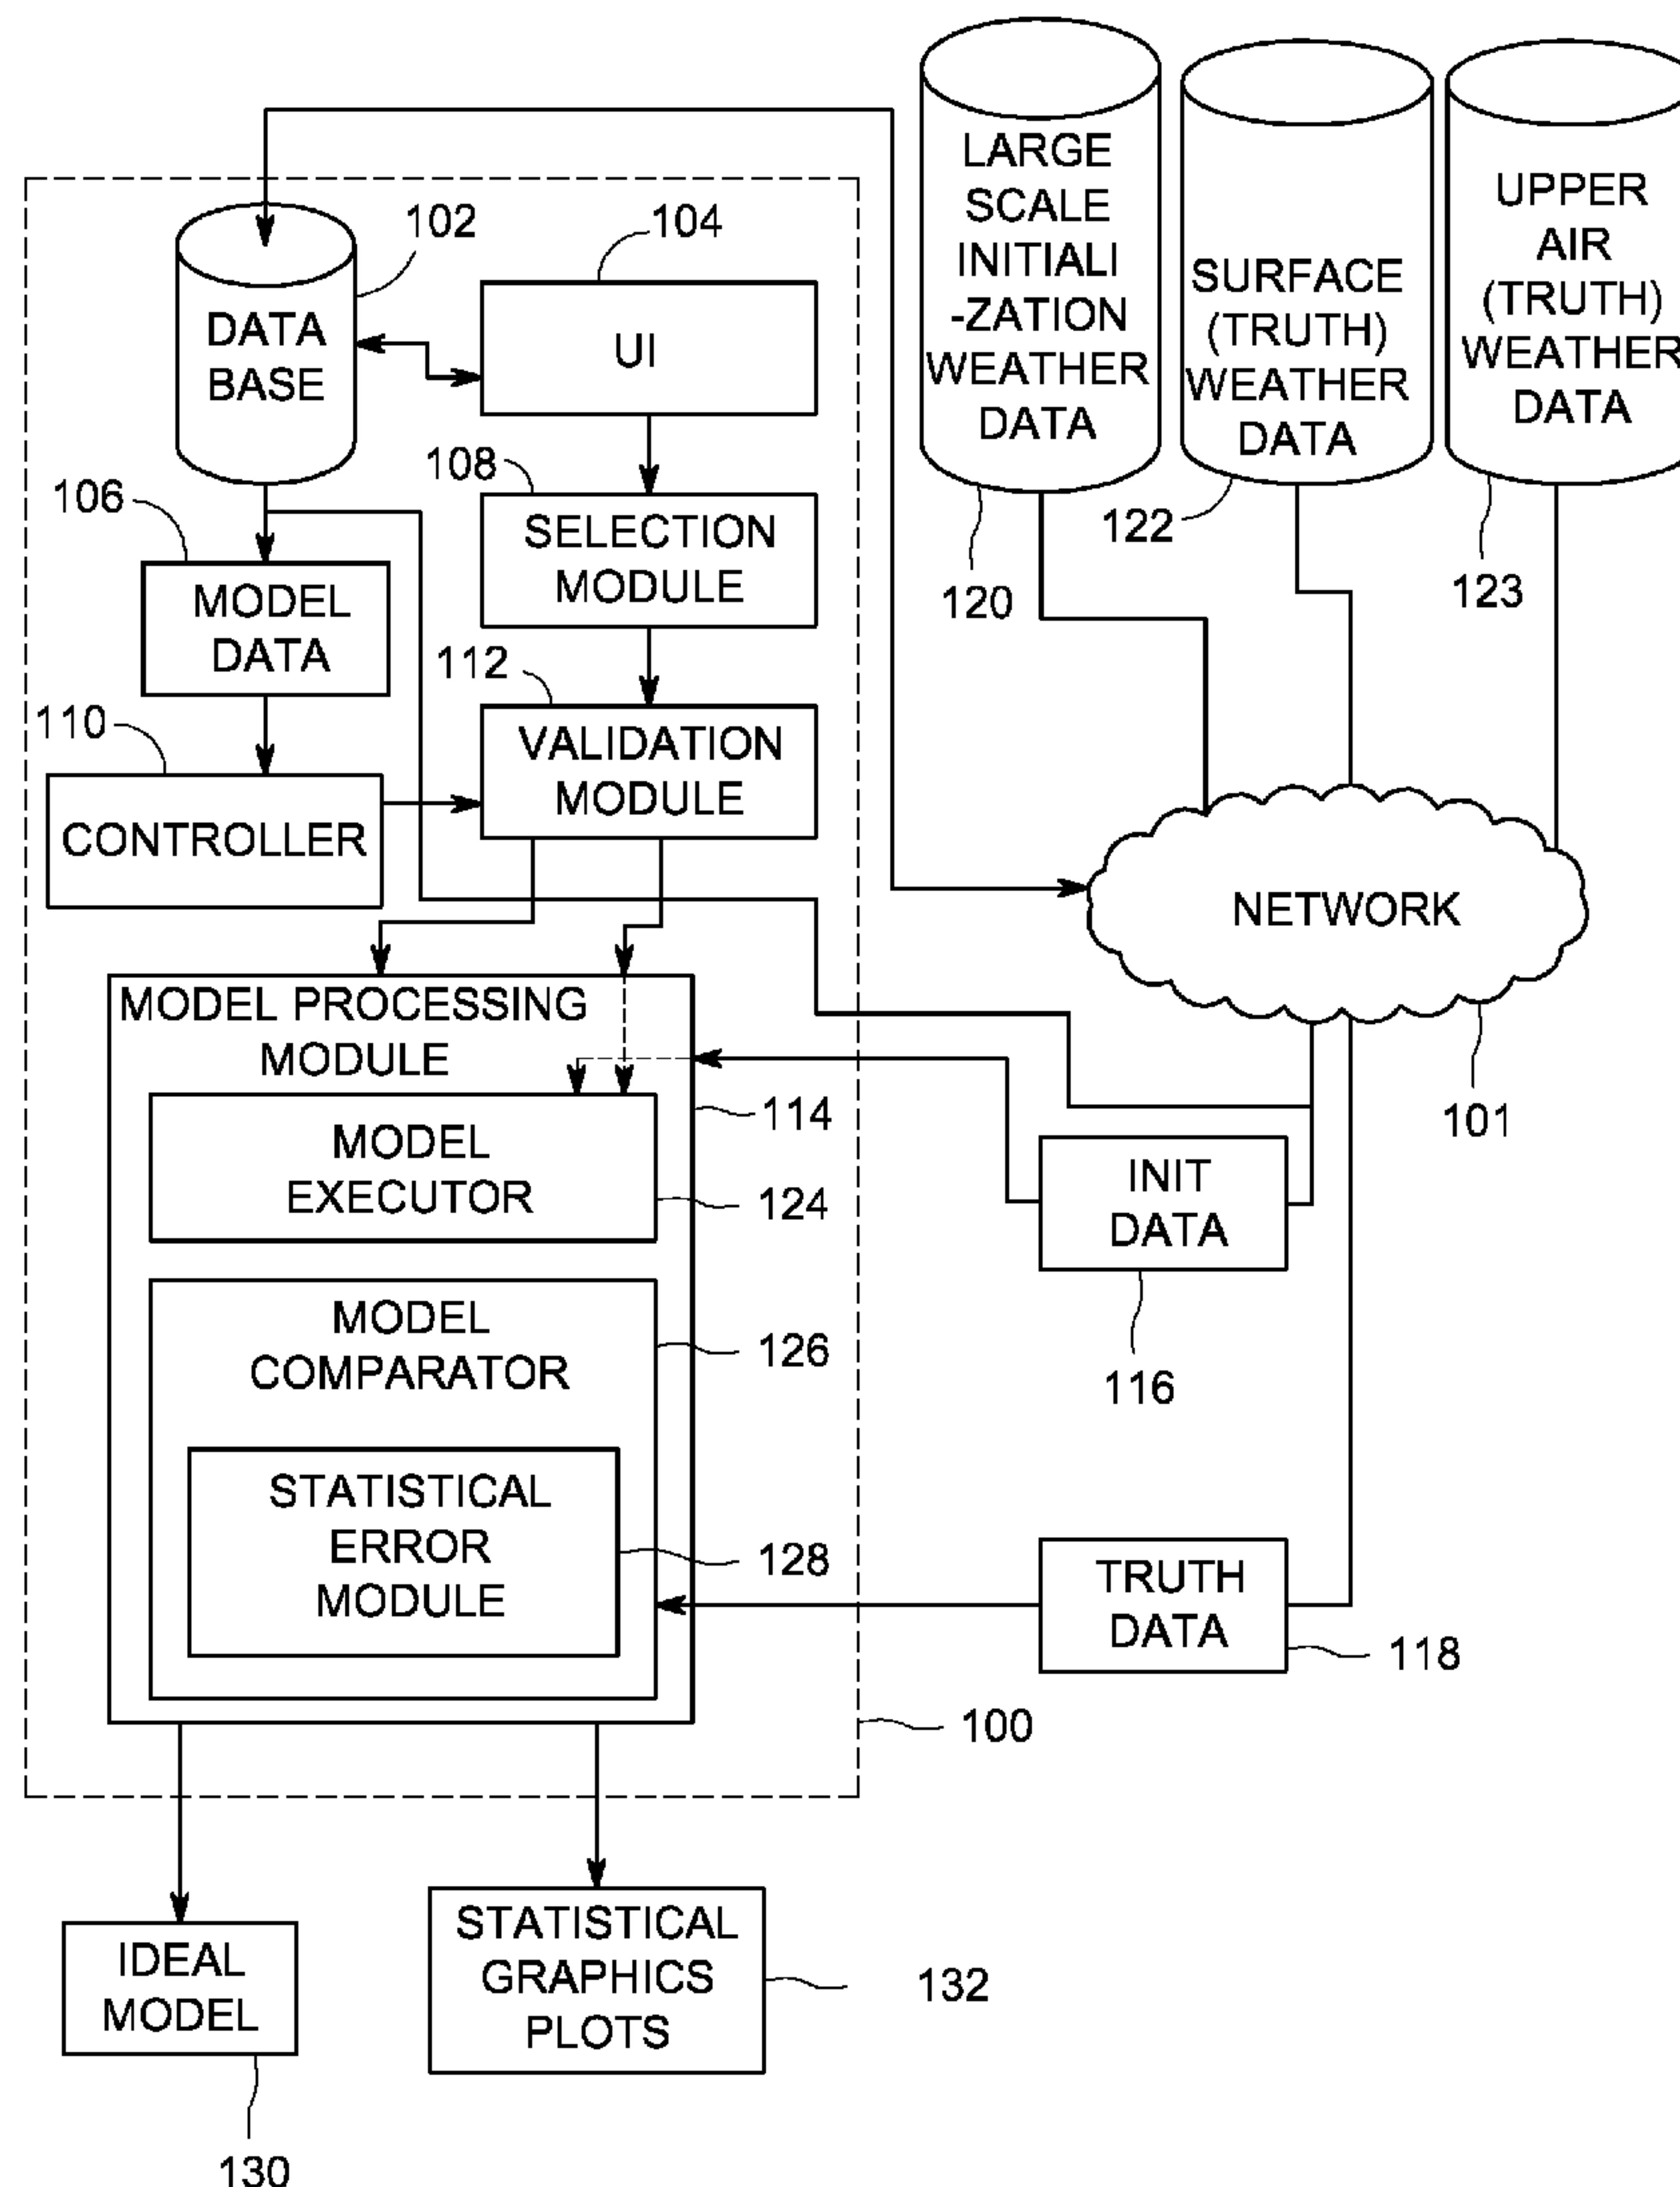 LARGE
SCALE
INITIALI
-ZATION
WEATHER
DATA
SURFACE
(TRUTH)
WEATHER
DATA
UPPER
AIR
(TRUTH)
WEATHER
DATA
102
104
DATA
BASE
UI
108
106
120
122
123
SELECTION
MODULE
MODEL
DATA
112
110
VALIDATION
MODULE
CONTROLLER
NETWORK
101
MODEL PROCESSING
MODULE
114
MODEL
EXECUTOR
124
INIT
DATA
116
MODEL
COMPARATOR
126
STATISTICAL
ERROR
MODULE
128
TRUTH
DATA
118
100
IDEAL
MODEL
STATISTICAL
GRAPHICS
PLOTS
132
130